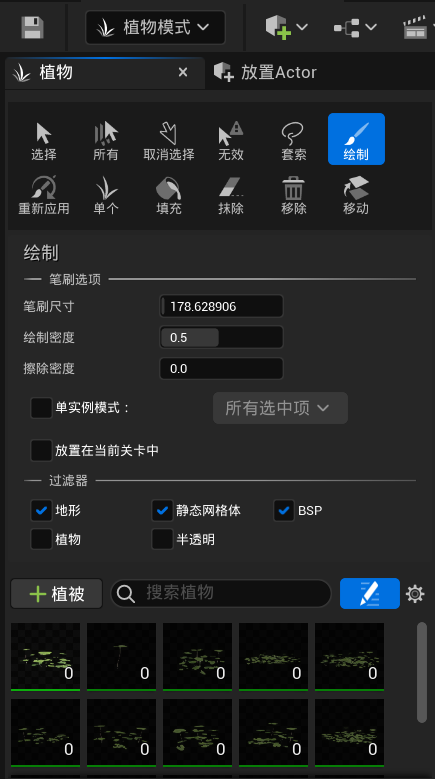 植物模式
植物
放置Actor
选择 所有 取消选择 无效 套索 绘制
重新应用 单个 填充 抹除 移除 移动
绘制
笔刷选项
笔刷尺寸 178.628906
绘制密度 0.5
擦除密度 0.0
单实例模式： 所有选中项
放置在当前关卡中
过滤器
地形 静态网格体 BSP
植物 半透明
植被 搜索植物
0 0 0 0 0
0 0 0 0 0